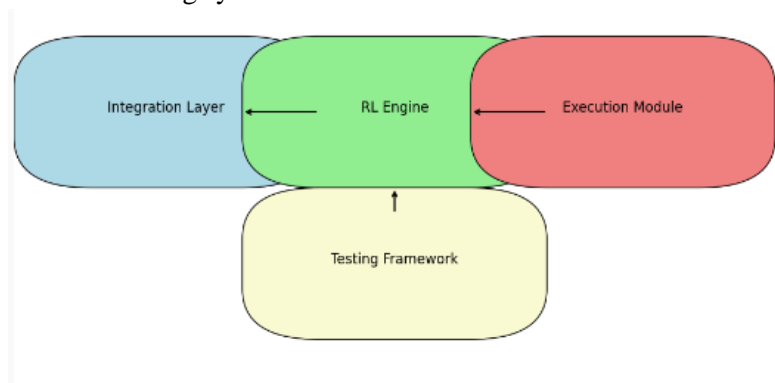 Integration Layer
RL Engine
Execution Module
Testing Framework